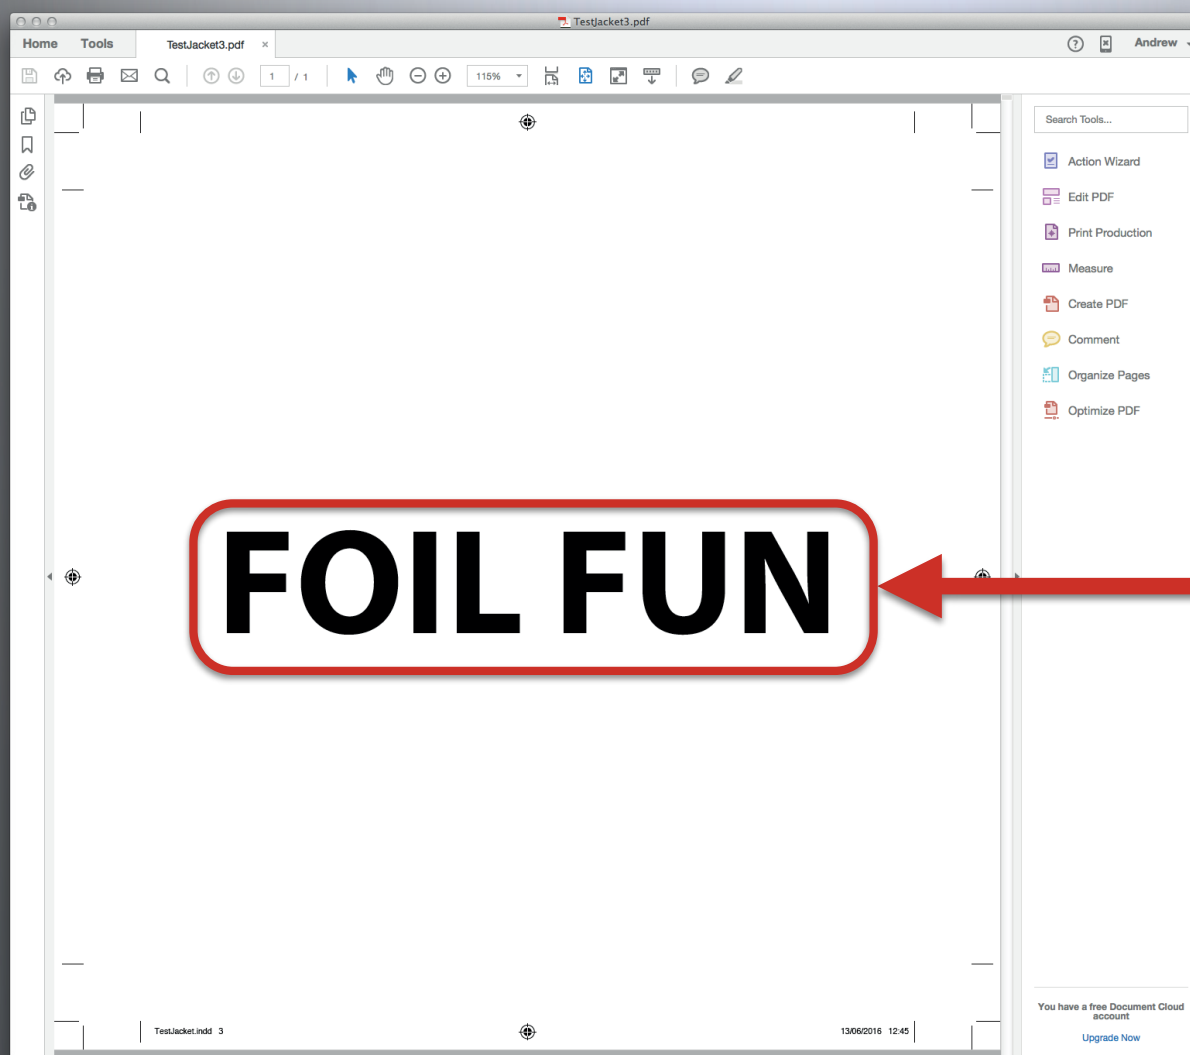 TestJacket3.pdf
Home Tools TestJacket3.pdf × Andrew
1 / 1 115%
Search Tools...
Action Wizard
Edit PDF
Print Production
Measure
Create PDF
Comment
Organize Pages
Optimize PDF
FOIL FUN
TestJacket.indd 3 13/06/2016 12:45
You have a free Document Cloud
account
Upgrade Now